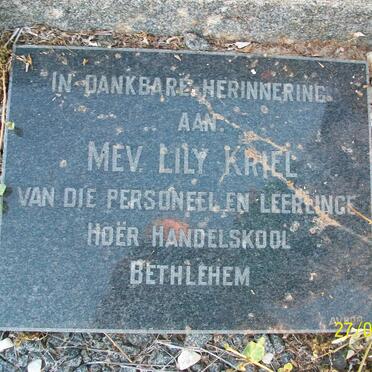 IN DANKBARE HERINNERING
AAN
MEV. LILY KRIEL
VAN DIE PERSONEEL EN LEERLINGE
HOËR HANDELSKOOL
BETHLEHEM